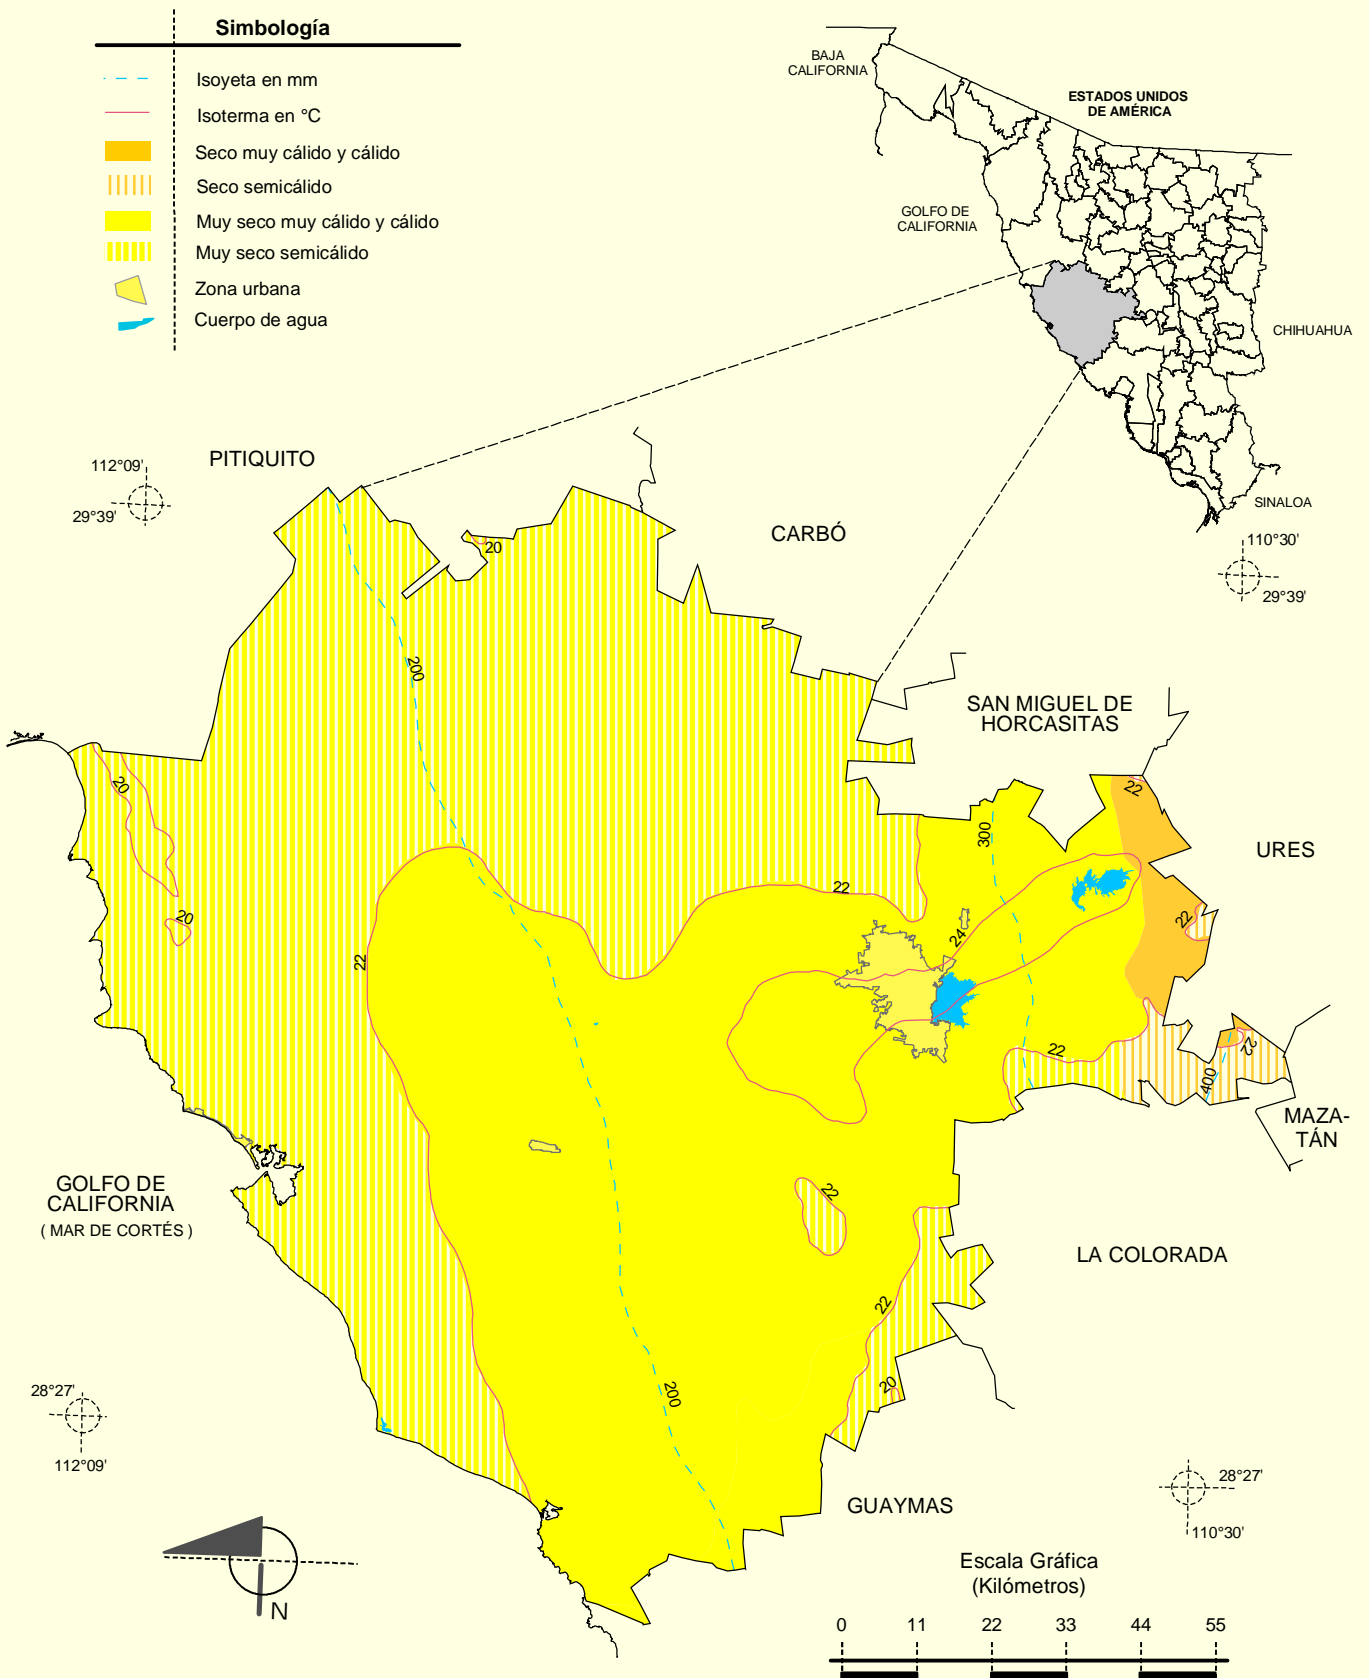 Simbología
Isoyeta en mm
Isoterma en °C
Seco muy cálido y cálido
Seco semicálido
Muy seco muy cálido y cálido
Muy seco semicálido
Zona urbana
Cuerpo de agua
BAJA
CALIFORNIA
ESTADOS UNIDOS
DE AMÉRICA
GOLFO DE
CALIFORNIA
CHIHUAHUA
SINALOA
112°09'
29°39'
PITIQUITO
CARBÓ
110°30'
29°39'
20
200
SAN MIGUEL DE
HORCASITAS
20
22
300
URES
22
20
22
24
22
22
22
400
MAZA-
TÁN
GOLFO DE
CALIFORNIA
( MAR DE CORTÉS )
22
LA COLORADA
22
20
200
28°27'
112°09'
28°27'
110°30'
GUAYMAS
N
Escala Gráfica
(Kilómetros)
0 11 22 33 44 55